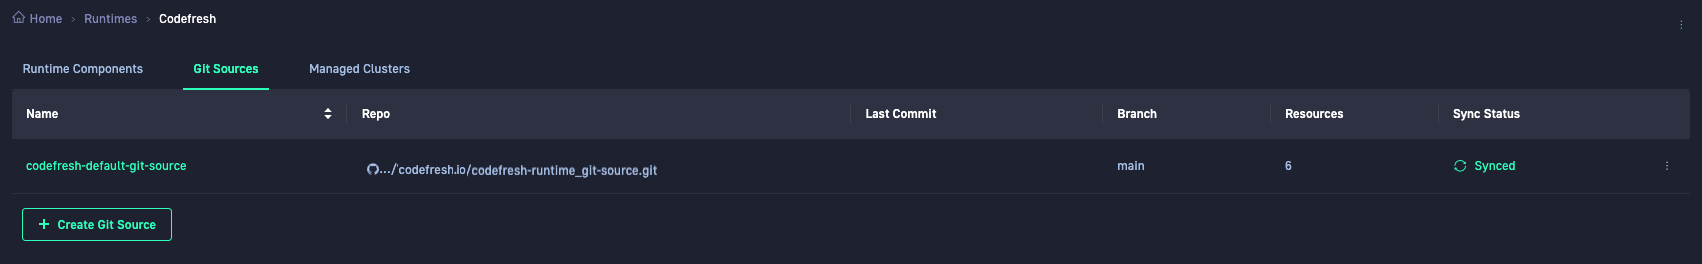 Home > Runtimes > Codefresh
Runtime Components Git Sources Managed Clusters
Name Repo Last Commit Branch Resources Sync Status
codefresh-default-git-source .../codefresh.io/codefresh-runtime_git-source.git main 6 Synced
+ Create Git Source